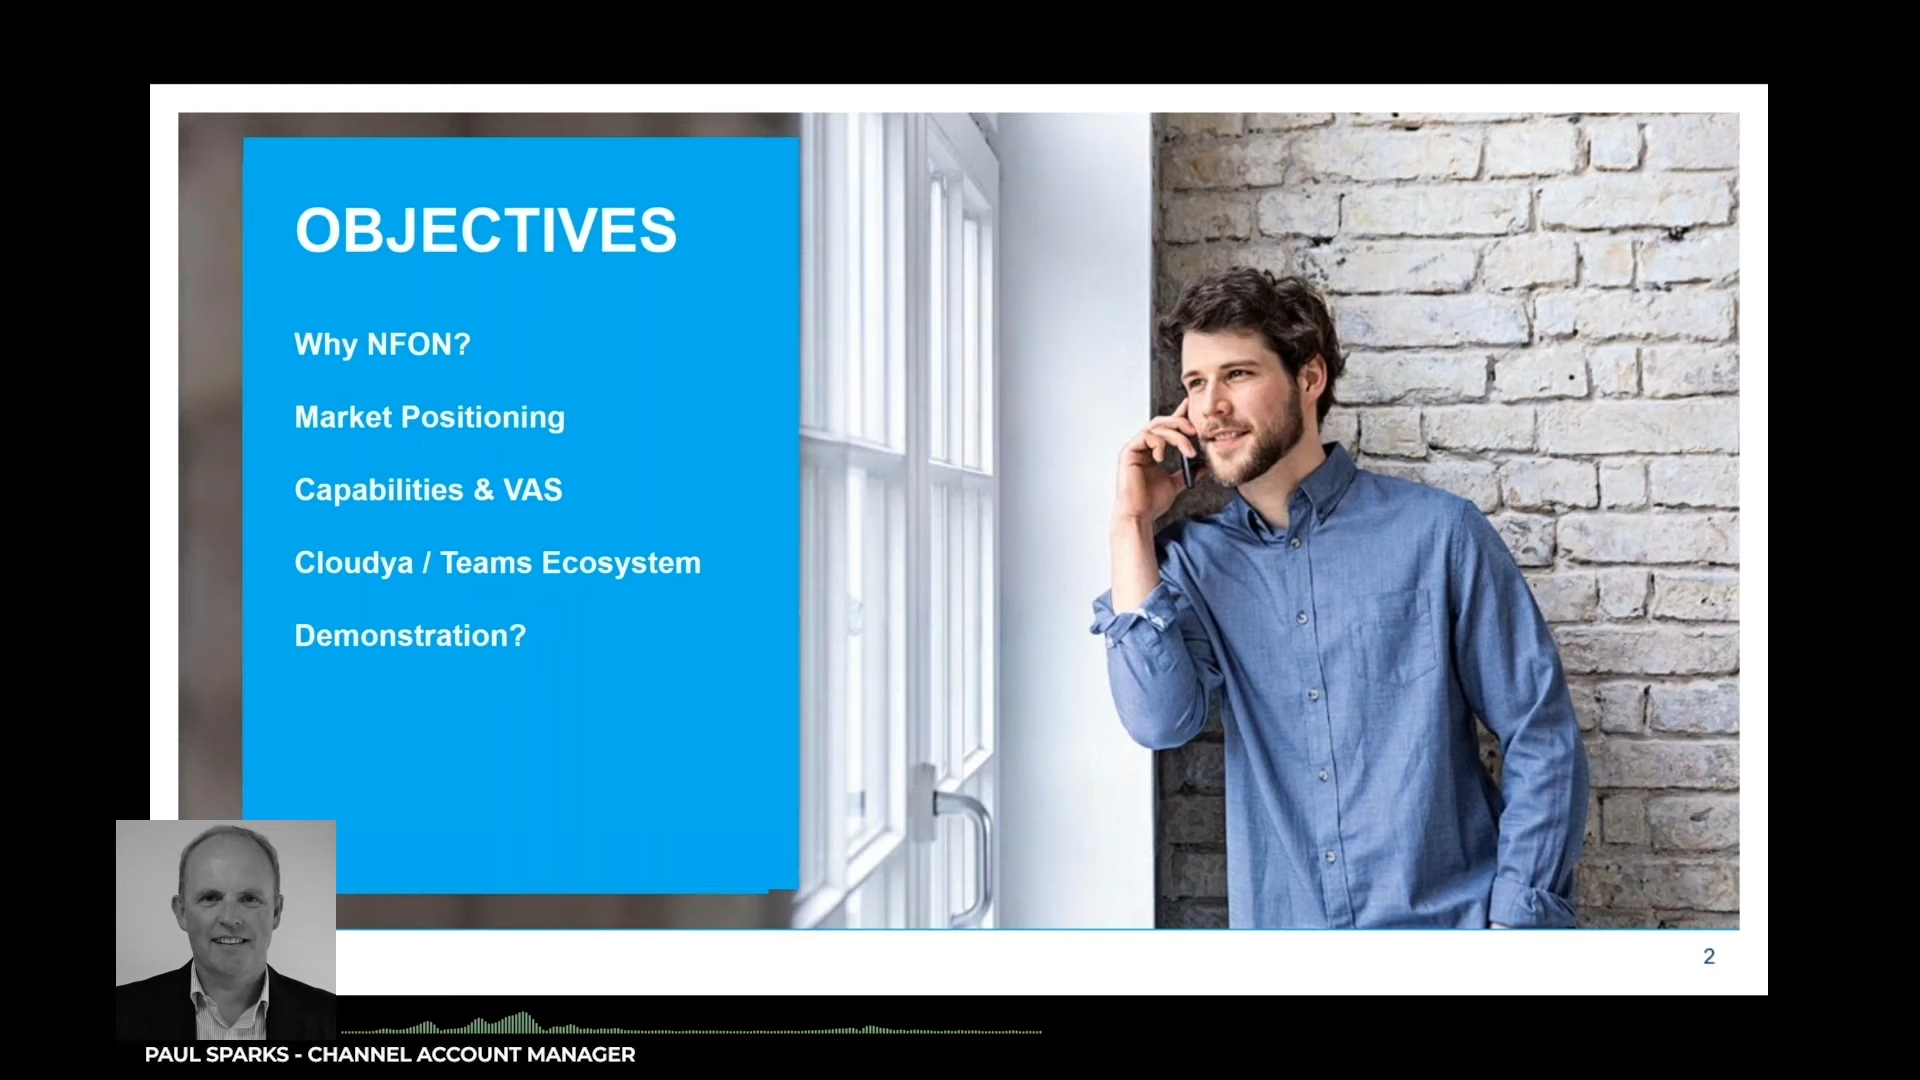 OBJECTIVES
Why NFON?
Market Positioning
Capabilities & VAS
Cloudya / Teams Ecosystem
Demonstration?
2
PAUL SPARKS - CHANNEL ACCOUNT MANAGER